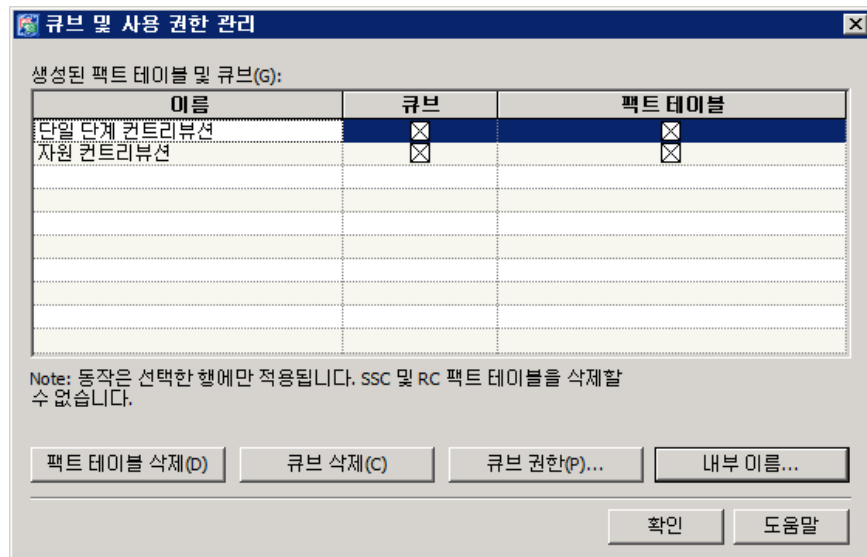 큐브 및 사용 권한 관리
생성된 팩트 테이블 및 큐브(G):
이름 큐브 팩트 테이블
단일 단계 컨트리뷰션
자원 컨트리뷰션
Note: 동작은 선택한 행에만 적용됩니다. SSC 및 RC 팩트 테이블을 삭제할
수 없습니다.
팩트 테이블 삭제(D) 큐브 삭제(C) 큐브 권한(P)... 내부 이름...
확인 도움말